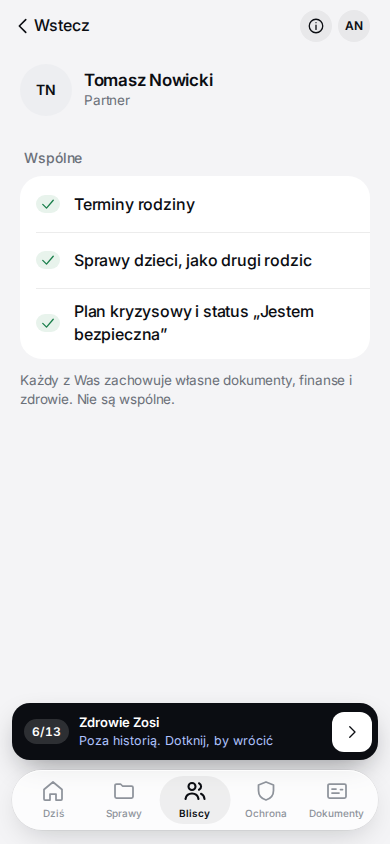 Wstecz
AN
TN
Tomasz Nowicki
Partner
Wspólne
Terminy rodziny
Sprawy dzieci, jako drugi rodzic
Plan kryzysowy i status „Jestem
bezpieczna”
Każdy z Was zachowuje własne dokumenty, finanse i
zdrowie. Nie są wspólne.
6/13
Zdrowie Zosi
Poza historią. Dotknij, by wrócić
Dziś
Sprawy
Bliscy
Ochrona
Dokumenty